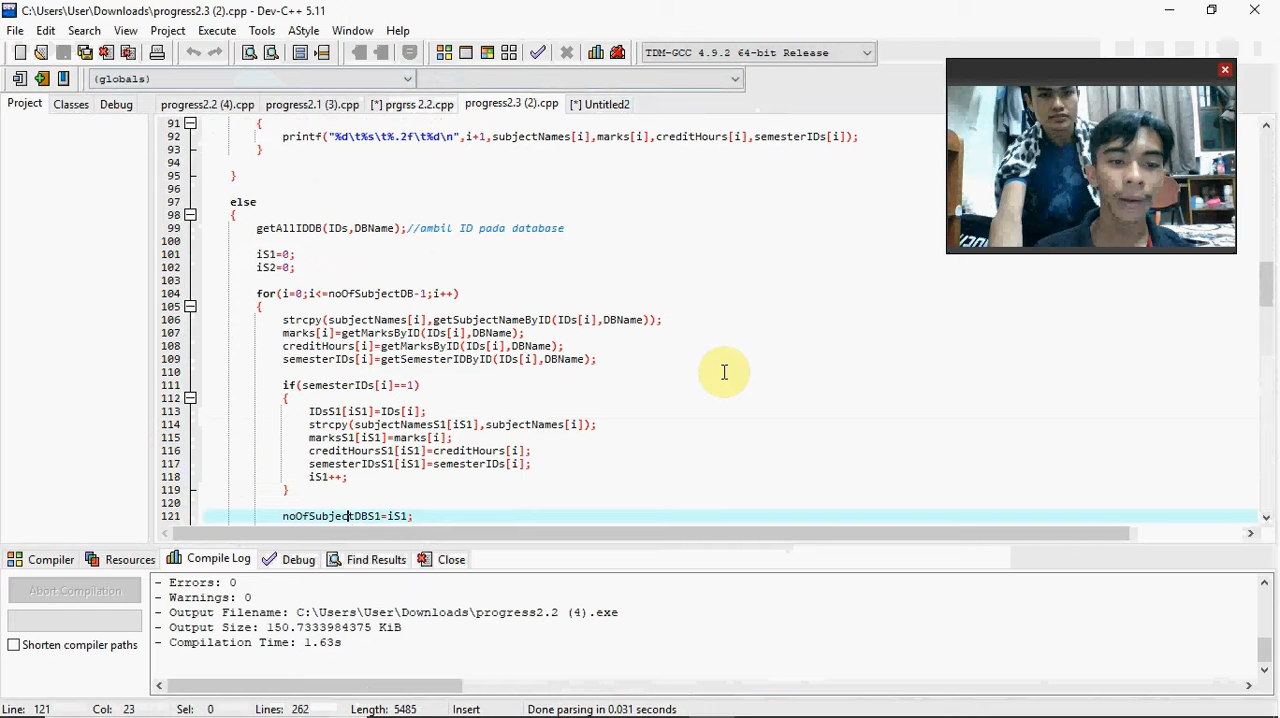 C:\Users\User\Downloads\progress2.3 (2).cpp - Dev-C++ 5.11
File Edit Search View Project Execute Tools AStyle Window Help
TDM-GCC 4.9.2 64-bit Release
(globals)
Project Classes Debug
progress2.2 (4).cpp progress2.1 (3).cpp [*] prgrss 2.2.cpp progress2.3 (2).cpp [*] Untitled2
91 {
92 printf("%d\t%s\t%.2f\t%d\n",i+1,subjectNames[i],marks[i],creditHours[i],semesterIDs[i]);
93 }
94
95 }
96
97 else
98 {
99 getAllIDDB(IDs,DBName);//ambil ID pada database
100
101 iS1=0;
102 iS2=0;
103
104 for(i=0;i<=noOfSubjectDB-1;i++)
105 {
106 strcpy(subjectNames[i],getSubjectNameByID(IDs[i],DBName));
107 marks[i]=getMarksByID(IDs[i],DBName);
108 creditHours[i]=getMarksByID(IDs[i],DBName);
109 semesterIDs[i]=getSemesterIDByID(IDs[i],DBName);
110
111 if(semesterIDs[i]==1)
112 {
113 IDsS1[iS1]=IDs[i];
114 strcpy(subjectNamesS1[iS1],subjectNames[i]);
115 marksS1[iS1]=marks[i];
116 creditHoursS1[iS1]=creditHours[i];
117 semesterIDsS1[iS1]=semesterIDs[i];
118 iS1++;
119 }
120
121 noOfSubjectDBS1=iS1;
Compiler Resources Compile Log Debug Find Results Close
Abort Compilation
Shorten compiler paths
- Errors: 0
- Warnings: 0
- Output Filename: C:\Users\User\Downloads\progress2.2 (4).exe
- Output Size: 150.7333984375 KiB
- Compilation Time: 1.63s
Line: 121 Col: 23 Sel: 0 Lines: 262 Length: 5485 Insert Done parsing in 0.031 seconds